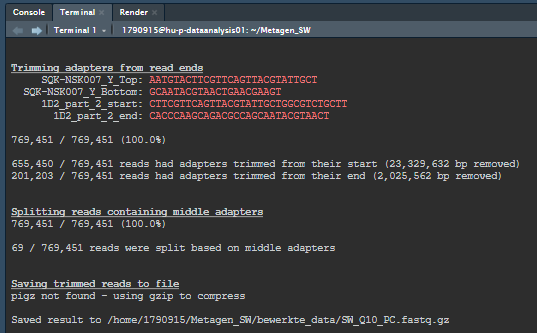 Console Terminal × Render ×
Terminal 1 1790915@hu-p-dataanalysis01: ~/Metagen_SW
Trimming adapters from read ends
SQK-NSK007_Y_Top: AATGTACTTCGTTCAGTTACGTATTGCT
SQK-NSK007_Y_Bottom: GCAATACGTAACTGAACGAAGT
1D2_part_2_start: CTTCGTTCAGTTACGTATTGCTGGCGTCTGCTT
1D2_part_2_end: CACCCAAGCAGACGCCAGCAATACGTAACT
769,451 / 769,451 (100.0%)
655,450 / 769,451 reads had adapters trimmed from their start (23,329,632 bp removed)
201,203 / 769,451 reads had adapters trimmed from their end (2,025,562 bp removed)
Splitting reads containing middle adapters
769,451 / 769,451 (100.0%)
69 / 769,451 reads were split based on middle adapters
Saving trimmed reads to file
pigz not found - using gzip to compress
Saved result to /home/1790915/Metagen_SW/bewerkte_data/SW_Q10_PC.fastq.gz